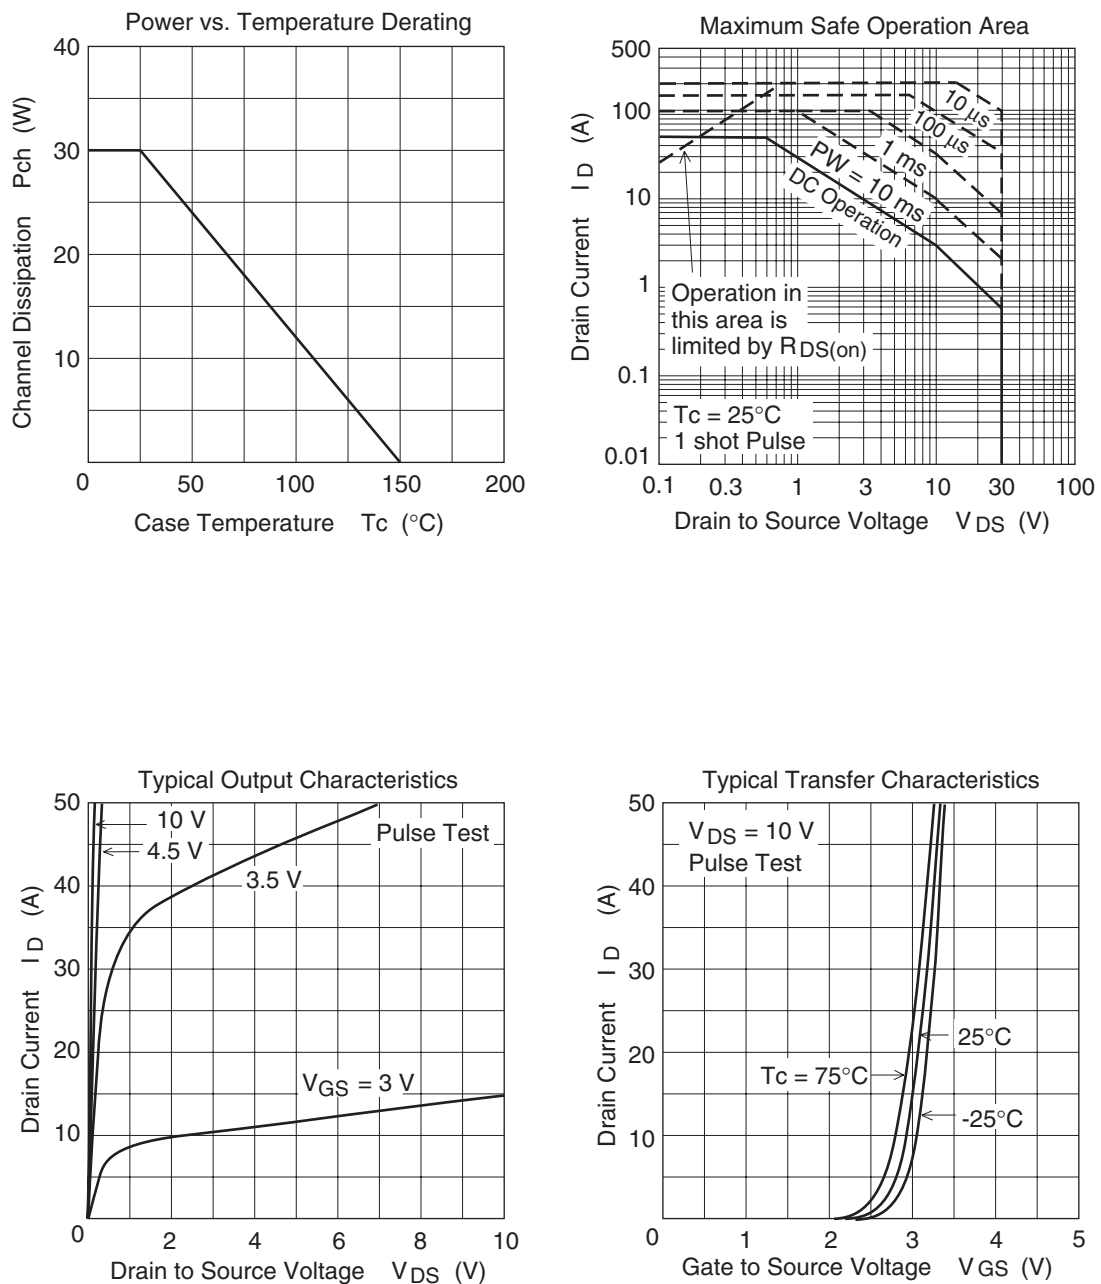 Power vs. Temperature Derating
40
30
20
10
0
50
100
150
200
Channel Dissipation Pch (W)
Case Temperature Tc (°C)
Maximum Safe Operation Area
500
100
10
1
0.1
0.01
0.1
0.3
1
3
10
30
100
Drain Current I D (A)
10 µs
100 µs
1 ms
PW = 10 ms
DC Operation
Operation in
this area is
limited by R DS(on)
Tc = 25°C
1 shot Pulse
Drain to Source Voltage V DS (V)
Typical Output Characteristics
50
40
30
20
10
0
2
4
6
8
10
Drain Current I D (A)
10 V
4.5 V
Pulse Test
3.5 V
VGS = 3 V
Drain to Source Voltage V DS (V)
Typical Transfer Characteristics
50
40
30
20
10
0
1
2
3
4
5
Drain Current I D (A)
V DS = 10 V
Pulse Test
25°C
Tc = 75°C
-25°C
Gate to Source Voltage V GS (V)